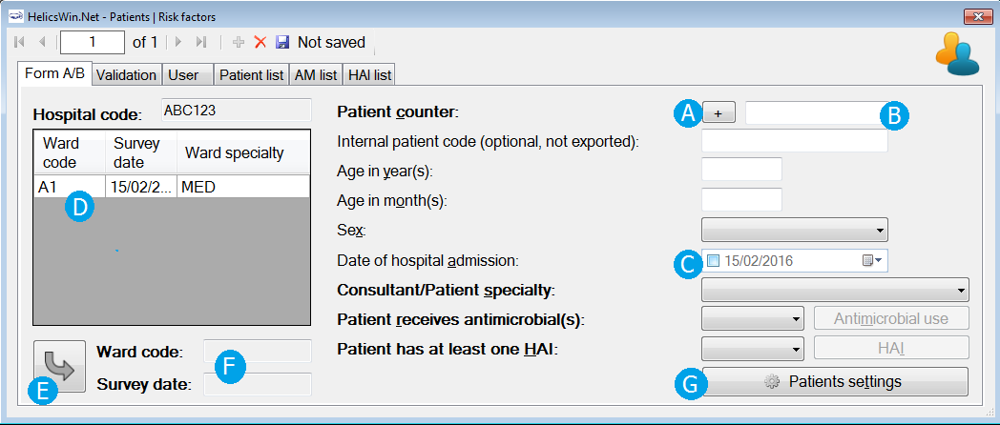 HelicsWin.Net - Patients | Risk factors
1 of 1 Not saved
Form A/B Validation User Patient list AM list HAI list
Hospital code: ABC123
Ward code Survey date Ward specialty
A1 15/02/2... MED
D
Ward code:
Survey date:
E
F
Patient counter: A + B
Internal patient code (optional, not exported):
Age in year(s):
Age in month(s):
Sex:
Date of hospital admission: C 15/02/2016
Consultant/Patient specialty:
Patient receives antimicrobial(s): Antimicrobial use
Patient has at least one HAI: HAI
G Patients settings